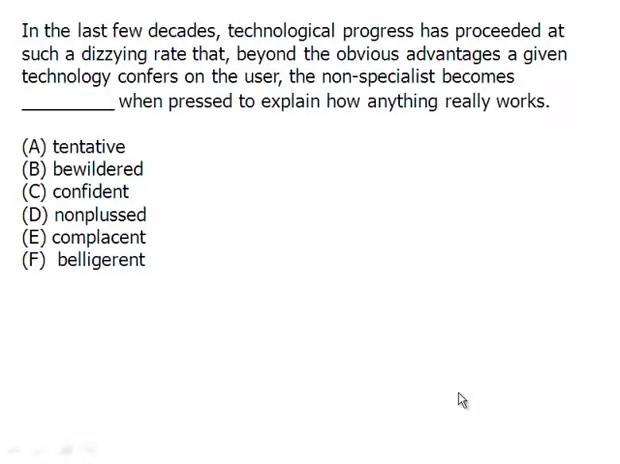 In the last few decades, technological progress has proceeded at
such a dizzying rate that, beyond the obvious advantages a given
technology confers on the user, the non-specialist becomes
__________ when pressed to explain how anything really works.
(A) tentative
(B) bewildered
(C) confident
(D) nonplussed
(E) complacent
(F) belligerent